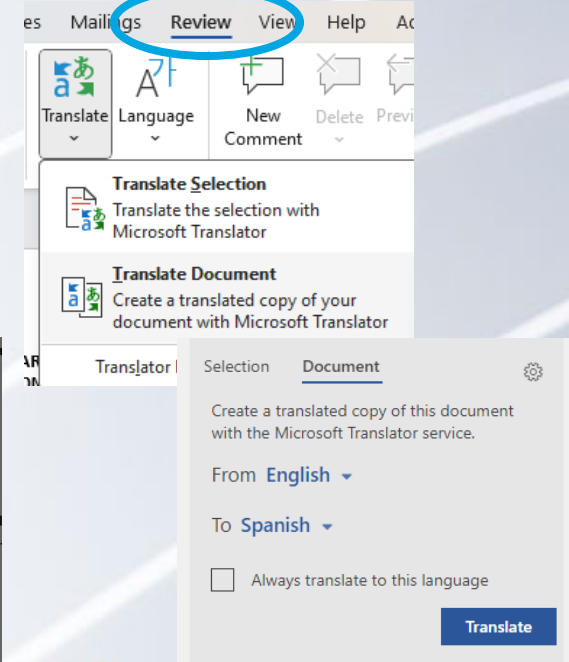 es Mailings Review View Help Ac
Translate Language New Comment Delete Previ
Translate Selection
Translate the selection with
Microsoft Translator
Translate Document
Create a translated copy of your
document with Microsoft Translator
AR
ON
Translator
Selection Document
Create a translated copy of this document
with the Microsoft Translator service.
From English
To Spanish
Always translate to this language
Translate